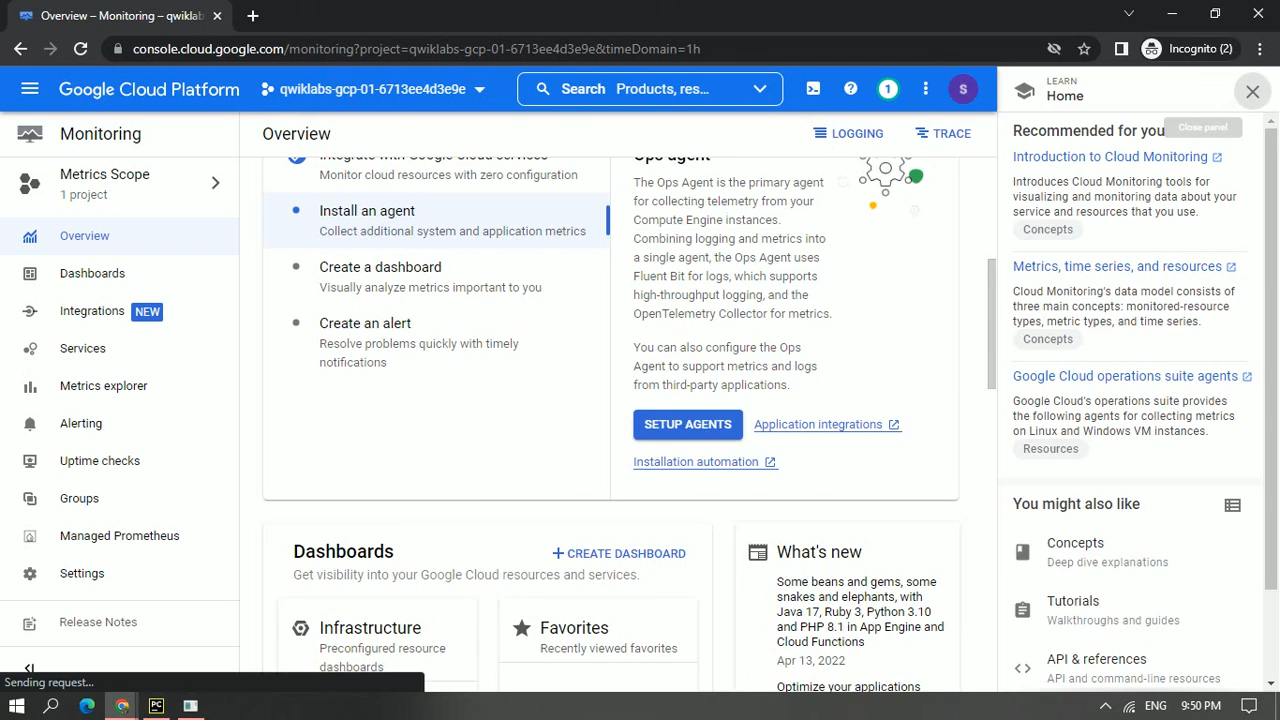 Overview – Monitoring – qwiklab
console.cloud.google.com/monitoring?project=qwiklabs-gcp-01-6713ee4d3e9e&timeDomain=1h
Incognito (2)
Google Cloud Platform
qwiklabs-gcp-01-6713ee4d3e9e
Search Products, res...
1
S
LEARN
Home
Monitoring
Overview
LOGGING
TRACE
Recommended for you
Close panel
Metrics Scope
1 project
Overview
Dashboards
Integrations NEW
Services
Metrics explorer
Alerting
Uptime checks
Groups
Managed Prometheus
Settings
Release Notes
Integrate with Google Cloud services
Monitor cloud resources with zero configuration
Install an agent
Collect additional system and application metrics
Create a dashboard
Visually analyze metrics important to you
Create an alert
Resolve problems quickly with timely
notifications
Ops agent
The Ops Agent is the primary agent
for collecting telemetry from your
Compute Engine instances.
Combining logging and metrics into
a single agent, the Ops Agent uses
Fluent Bit for logs, which supports
high-throughput logging, and the
OpenTelemetry Collector for metrics.
You can also configure the Ops
Agent to support metrics and logs
from third-party applications.
SETUP AGENTS
Application integrations
Installation automation
Dashboards
CREATE DASHBOARD
Get visibility into your Google Cloud resources and services.
Infrastructure
Preconfigured resource
dashboards
Favorites
Recently viewed favorites
What's new
Some beans and gems, some
snakes and elephants, with
Java 17, Ruby 3, Python 3.10
and PHP 8.1 in App Engine and
Cloud Functions
Apr 13, 2022
Optimize your applications
Introduction to Cloud Monitoring
Introduces Cloud Monitoring tools for
visualizing and monitoring data about your
service and resources that you use.
Concepts
Metrics, time series, and resources
Cloud Monitoring's data model consists of
three main concepts: monitored-resource
types, metric types, and time series.
Concepts
Google Cloud operations suite agents
Google Cloud's operations suite provides
the following agents for collecting metrics
on Linux and Windows VM instances.
Resources
You might also like
Concepts
Deep dive explanations
Tutorials
Walkthroughs and guides
API & references
API and command-line resources
Sending request...
PC
ENG
9:50 PM